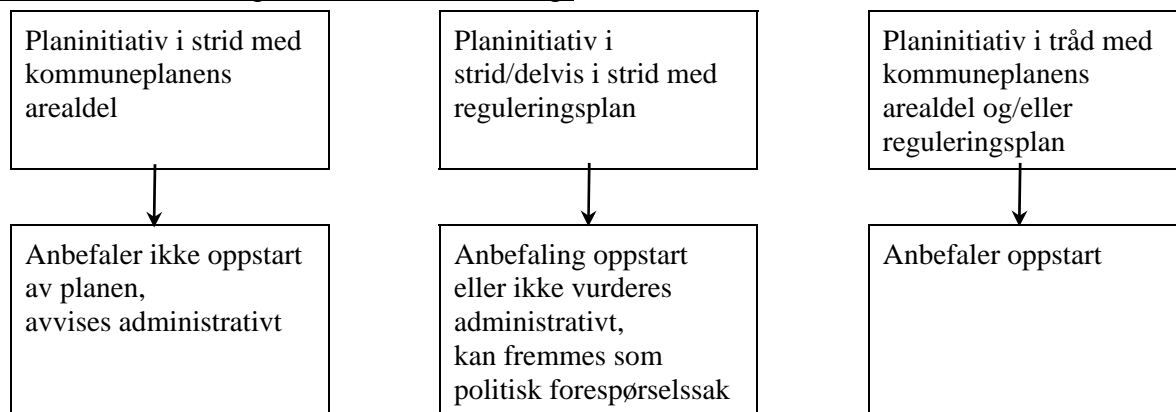 Planinitiativ i strid med
kommuneplanens
arealdel
Planinitiativ i
strid/delvis i strid med
reguleringsplan
Planinitiativ i tråd med
kommuneplanens
arealdel og/eller
reguleringsplan
Anbefaler ikke oppstart
av planen,
avvises administrativt
Anbefaling oppstart
eller ikke vurderes
administrativt,
kan fremmes som
politisk forespørselssak
Anbefaler oppstart